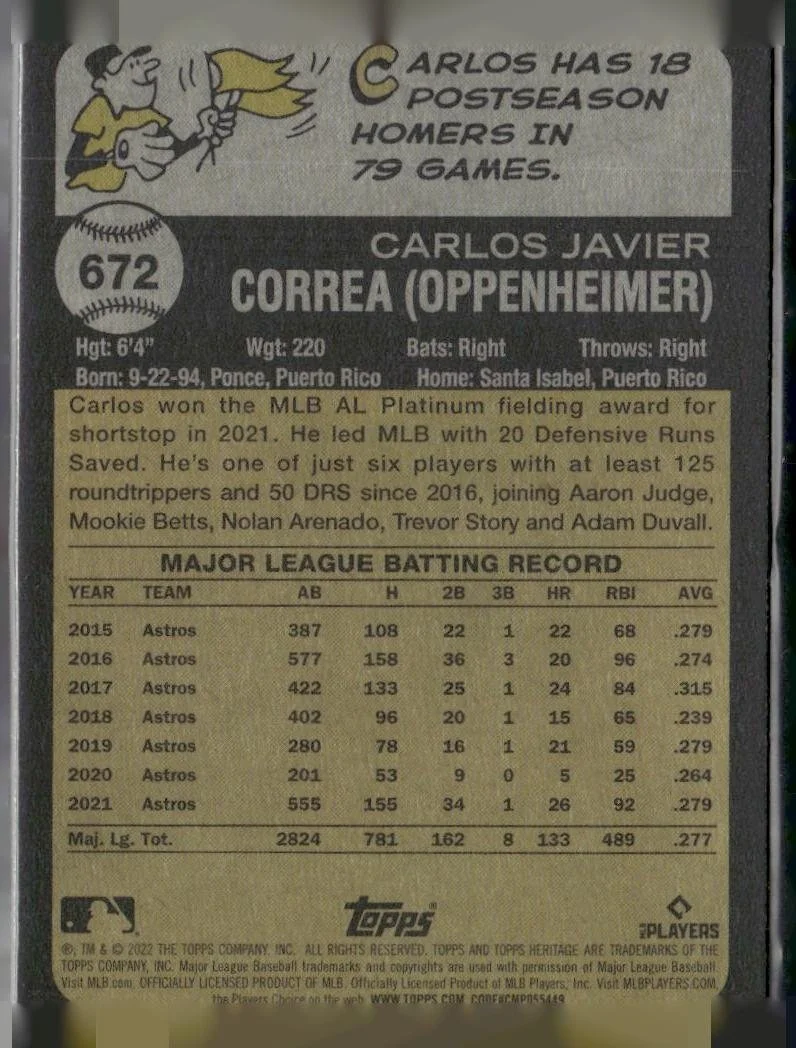 CARLOS HAS 18
POSTSEASON
HOMERS IN
79 GAMES.
672
CARLOS JAVIER
CORREA (OPPENHEIMER)
Hgt: 6'4" Wgt: 220 Bats: Right Throws: Right
Born: 9-22-94, Ponce, Puerto Rico Home: Santa Isabel, Puerto Rico
Carlos won the MLB AL Platinum fielding award for
shortstop in 2021. He led MLB with 20 Defensive Runs
Saved. He's one of just six players with at least 125
roundtrippers and 50 DRS since 2016, joining Aaron Judge,
Mookie Betts, Nolan Arenado, Trevor Story and Adam Duvall.
MAJOR LEAGUE BATTING RECORD
YEAR TEAM AB H 2B 3B HR RBI AVG
2015 Astros 387 108 22 1 22 68 .279
2016 Astros 577 158 36 3 20 96 .274
2017 Astros 422 133 25 1 24 84 .315
2018 Astros 402 96 20 1 15 65 .239
2019 Astros 280 78 16 1 21 59 .279
2020 Astros 201 53 9 0 5 25 .264
2021 Astros 555 155 34 1 26 92 .279
Maj. Lg. Tot. 2824 781 162 8 133 489 .277
Topps®
PLAYERS
®, TM & © 2022 THE TOPPS COMPANY, INC. ALL RIGHTS RESERVED. TOPPS AND TOPPS HERITAGE ARE TRADEMARKS OF THE
TOPPS COMPANY, INC. Major League Baseball trademarks and copyrights are used with permission of Major League Baseball.
Visit MLB.com. OFFICIALLY LICENSED PRODUCT OF MLB. Officially Licensed Product of MLB Players, Inc. Visit MLBPLAYERS.COM,
the Players Choice on the web. WWW.TOPPS.COM CODE#CMP055449